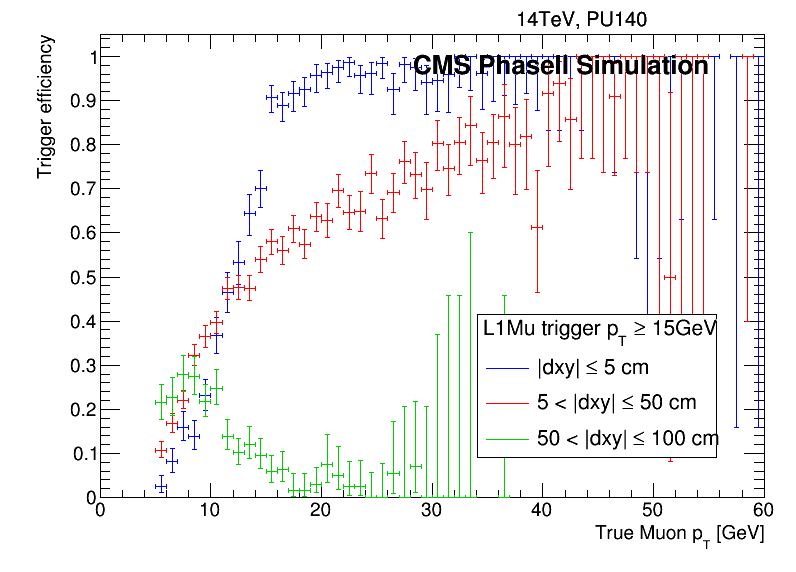 14TeV, PU140
CMS PhaseII Simulation
Trigger efficiency
1
0.9
0.8
0.7
0.6
0.5
0.4
0.3
0.2
0.1
0
L1Mu trigger p_T ≥ 15GeV
|dxy| ≤ 5 cm
5 < |dxy| ≤ 50 cm
50 < |dxy| ≤ 100 cm
0 10 20 30 40 50 60
True Muon p_T [GeV]